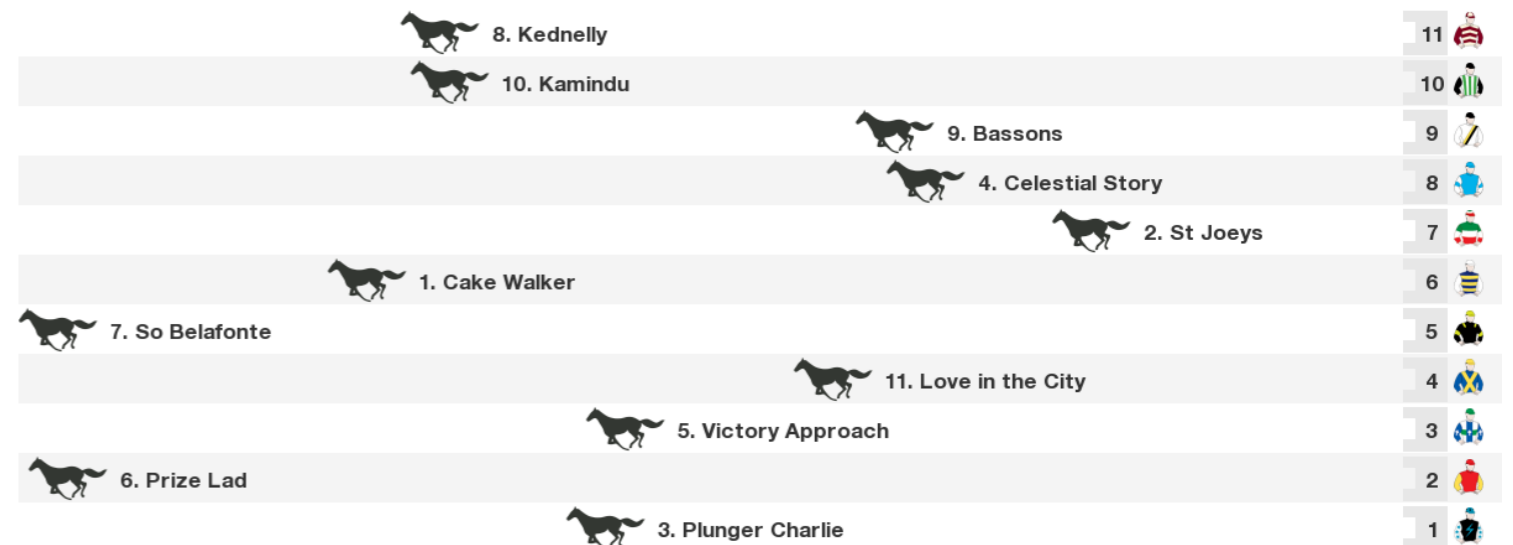 8. Kednelly 11
10. Kamindu 10
9. Bassons 9
4. Celestial Story 8
2. St Joeys 7
1. Cake Walker 6
7. So Belafonte 5
11. Love in the City 4
5. Victory Approach 3
6. Prize Lad 2
3. Plunger Charlie 1